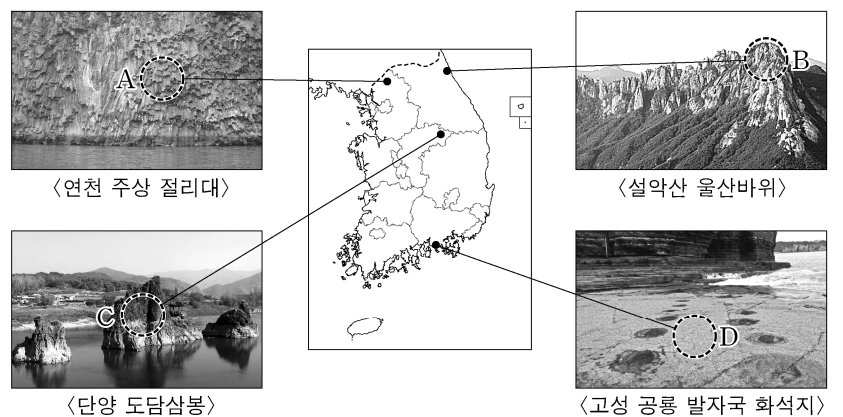 A
B
<연천 주상 절리대>
<설악산 울산바위>
C
D
<단양 도담삼봉>
<고성 공룡 발자국 화석지>